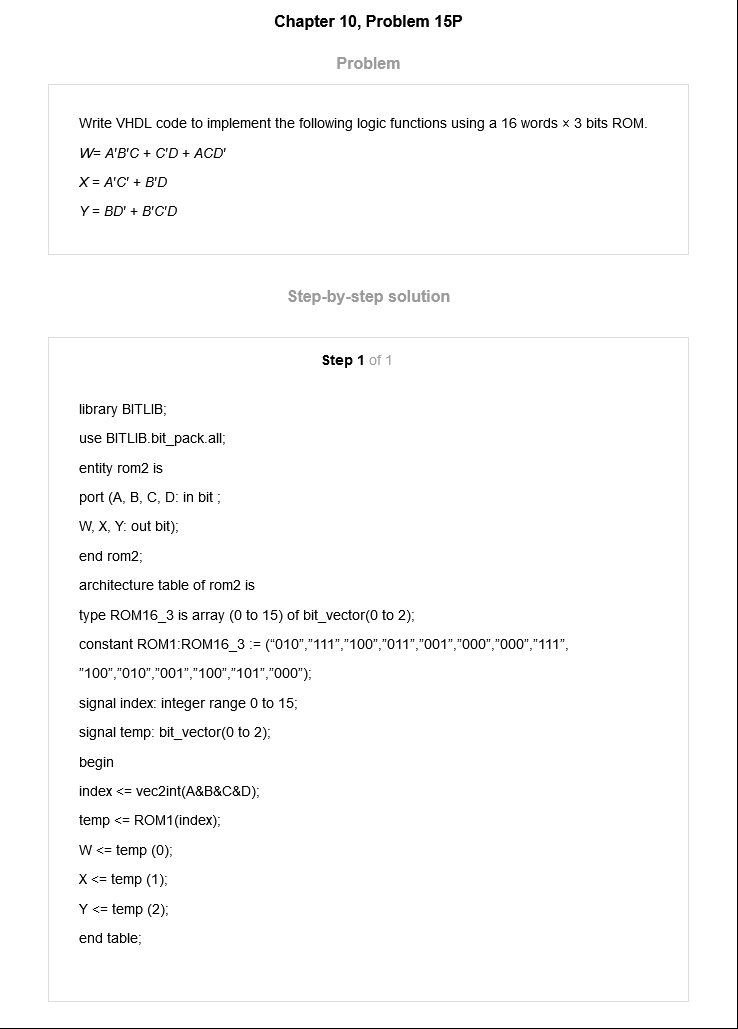 Chapter 10, Problem 15P
Problem
Write VHDL code to implement the following logic functions using a 16 words × 3 bits ROM.
W= A′B′C + C′D + ACD′
X = A′C′ + B′D
Y = BD′ + B′C′D
Step-by-step solution
Step 1 of 1
library BITLIB;
use BITLIB.bit_pack.all;
entity rom2 is
port (A, B, C, D: in bit ;
W, X, Y: out bit);
end rom2;
architecture table of rom2 is
type ROM16_3 is array (0 to 15) of bit_vector(0 to 2);
constant ROM1:ROM16_3 := (“010”,”111”,”100”,”011”,”001”,”000”,”000”,”111”,
”100”,”010”,”001”,”100”,”101”,”000”);
signal index: integer range 0 to 15;
signal temp: bit_vector(0 to 2);
begin
index <= vec2int(A&B&C&D);
temp <= ROM1(index);
W <= temp (0);
X <= temp (1);
Y <= temp (2);
end table;